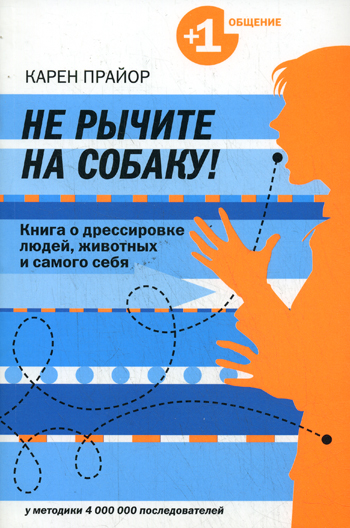 +1
ОБЩЕНИЕ
КАРЕН ПРАЙОР
НЕ РЫЧИТЕ
НА СОБАКУ!
Книга о дрессировке
людей, животных
и самого себя
у методики 4 000 000 последователей